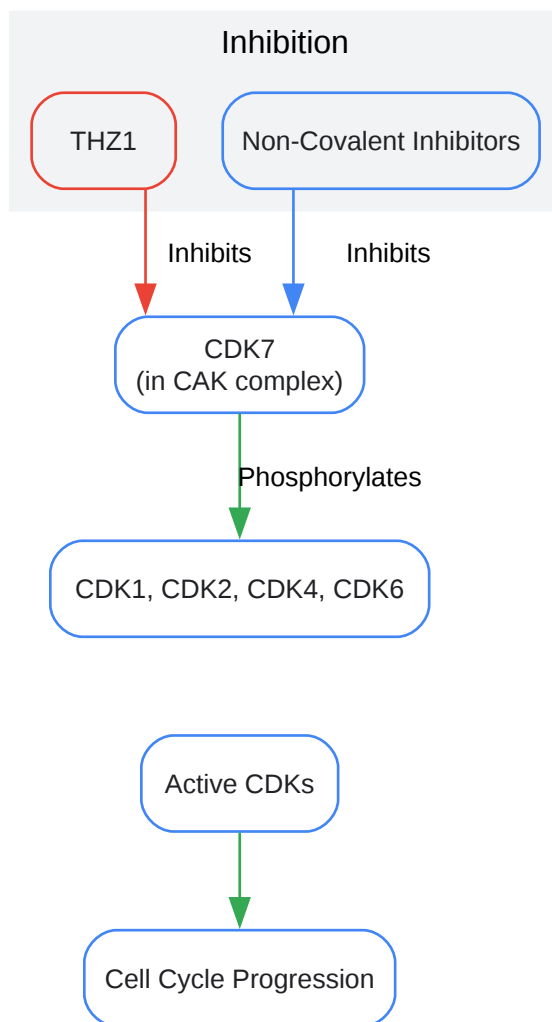 Inhibition
THZ1
Non-Covalent Inhibitors
Inhibits
Inhibits
CDK7
(in CAK complex)
Phosphorylates
CDK1, CDK2, CDK4, CDK6
Active CDKs
Cell Cycle Progression